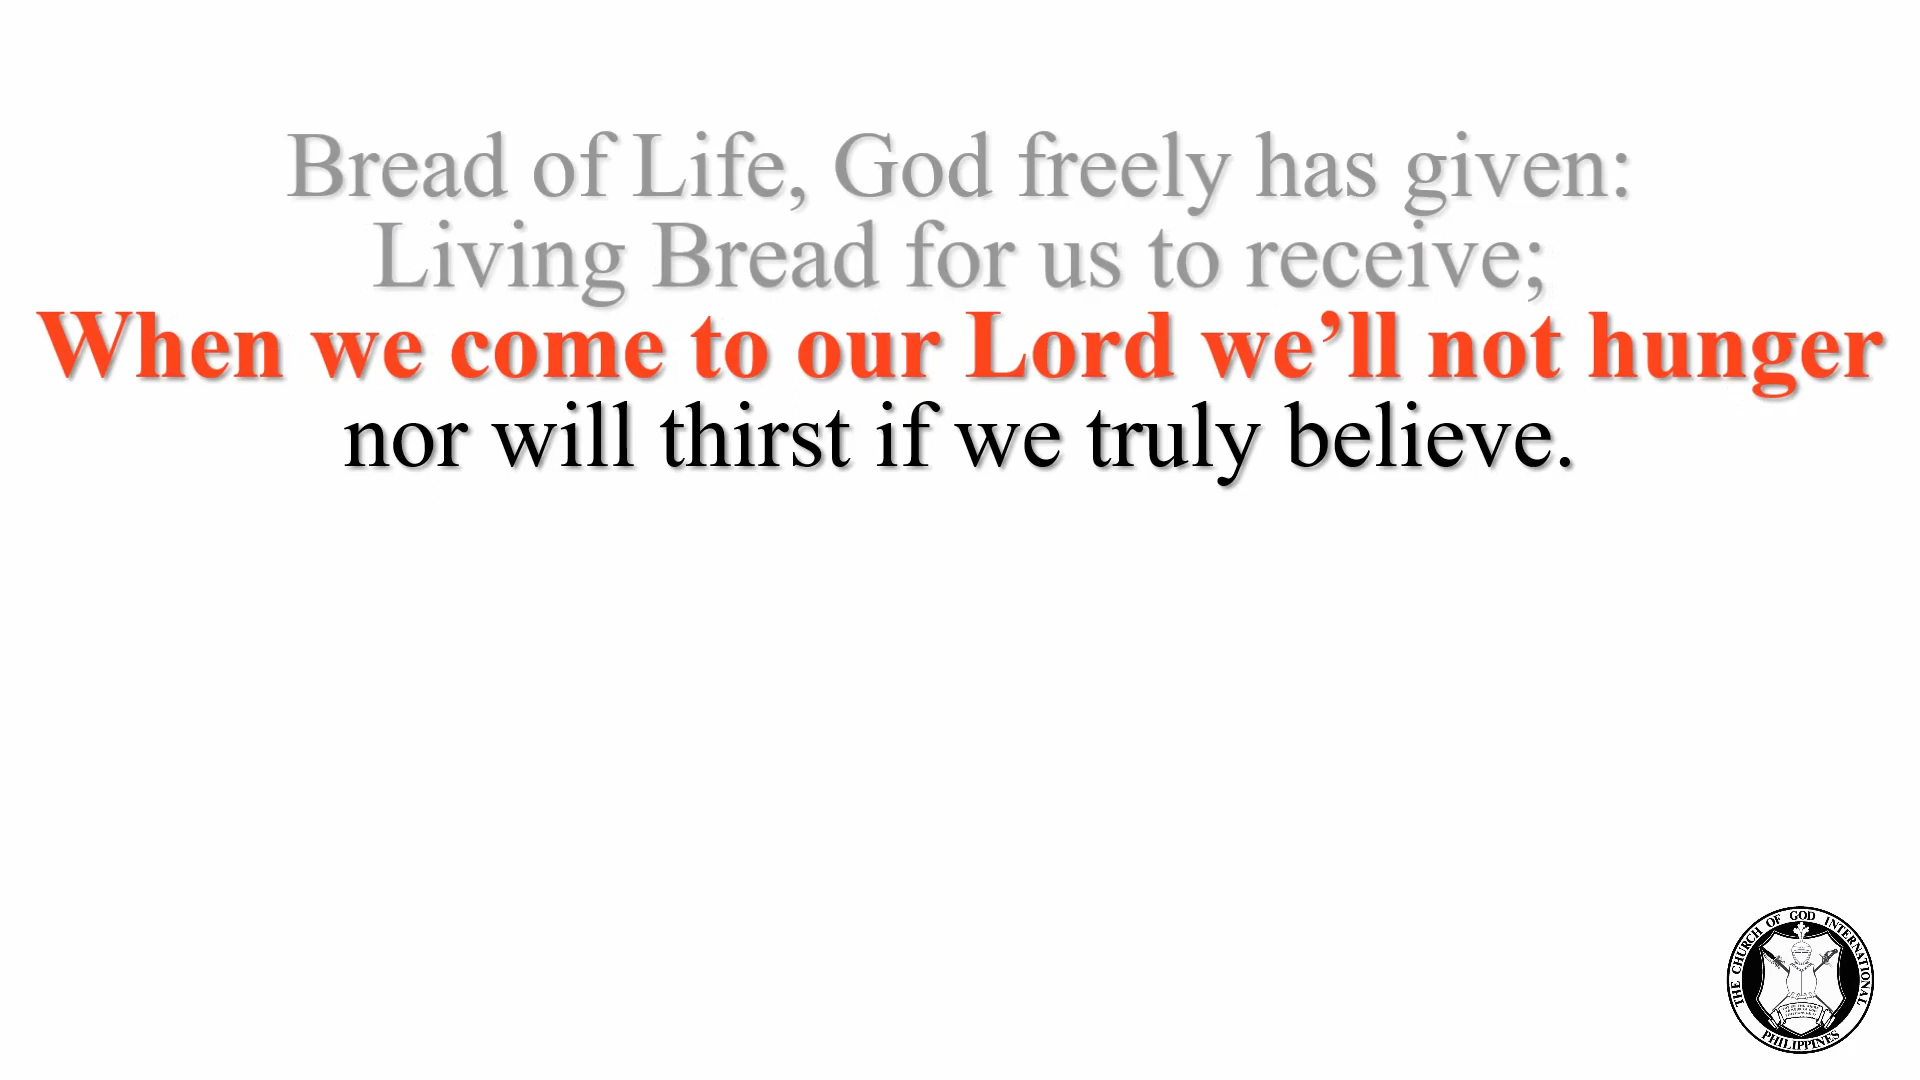 Bread of Life, God freely has given:
Living Bread for us to receive;
When we come to our Lord we’ll not hunger
nor will thirst if we truly believe.
THE CHURCH OF GOD INTERNATIONAL
PHILIPPINES